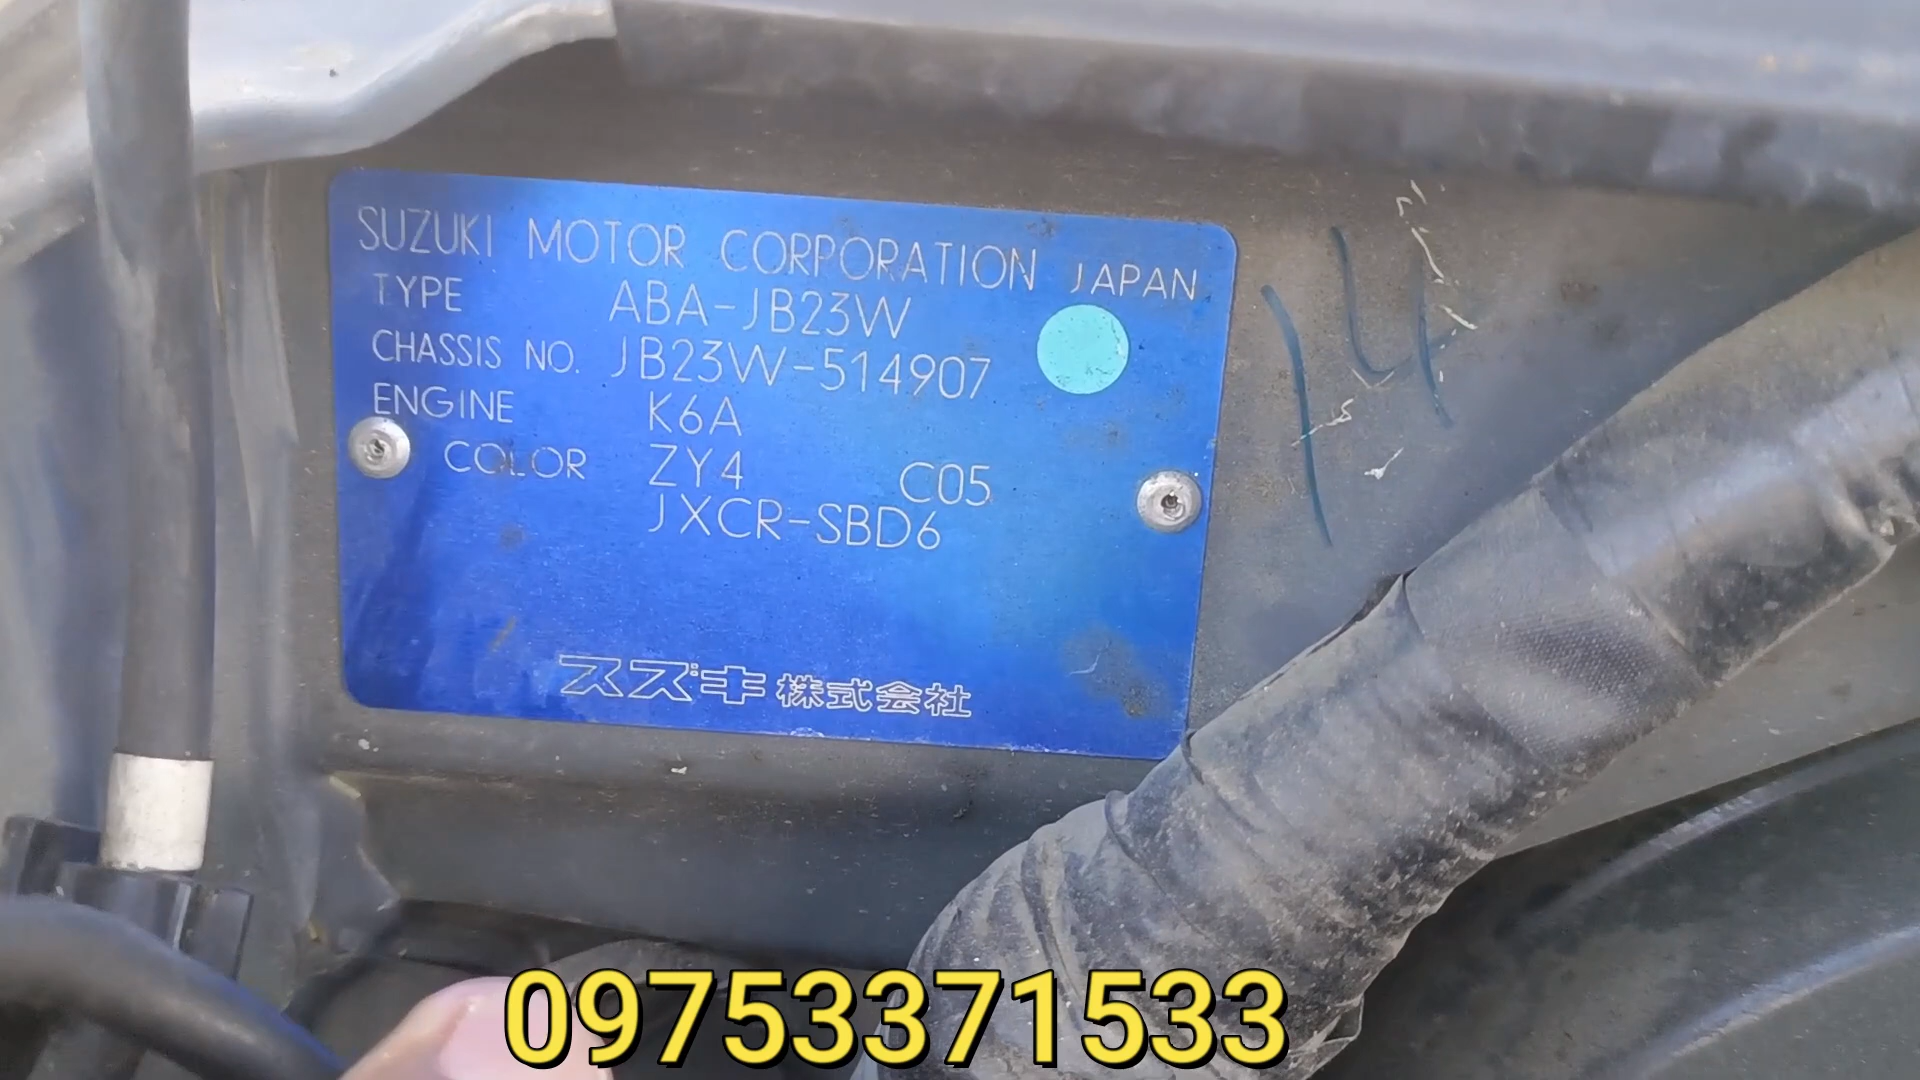 SUZUKI MOTOR CORPORATION JAPAN
TYPE ABA-JB23W
CHASSIS NO. JB23W-514907
ENGINE K6A
COLOR ZY4 C05
JXCR-SBD6
スズキ株式会社
14
09753371533